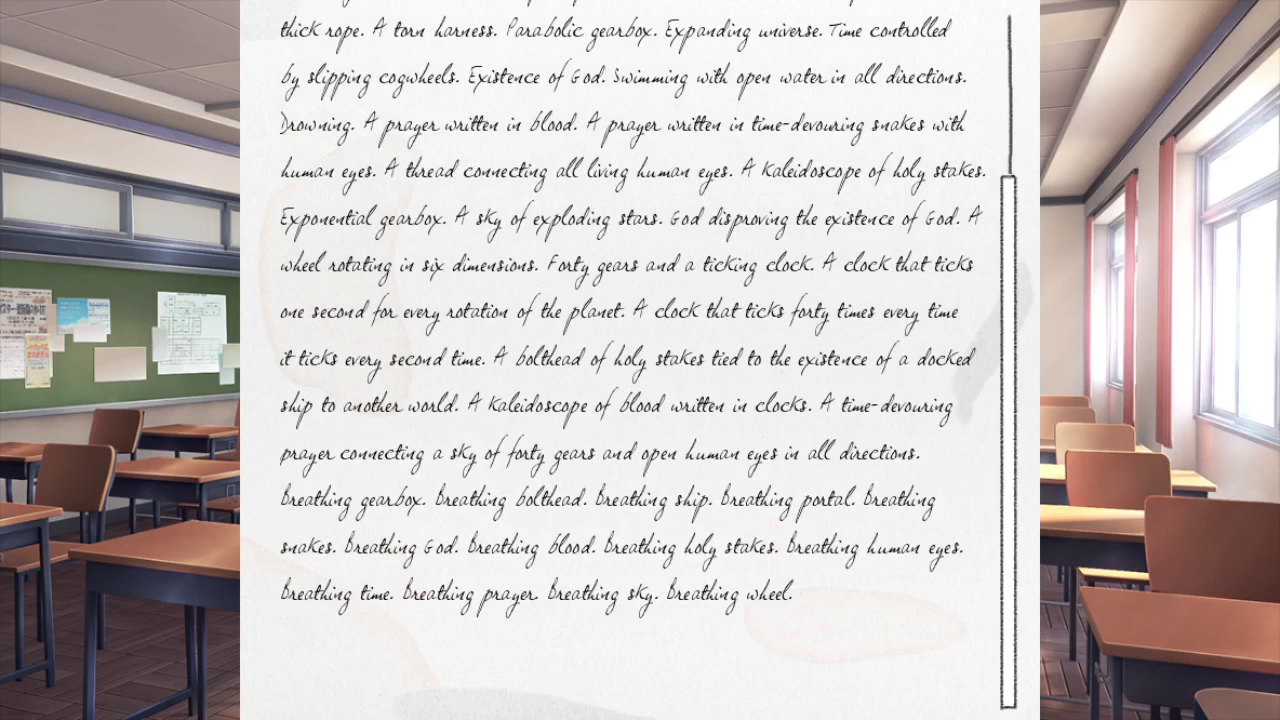 thick rope. A torn harness. Parabolic gearbox. Expanding universe. Time controlled
by slipping cogwheels. Existence of God. Swimming with open water in all directions.
Drowning. A prayer written in blood. A prayer written in time-devouring snakes with
human eyes. A thread connecting all living human eyes. A kaleidoscope of holy stakes.
Exponential gearbox. A sky of exploding stars. God disproving the existence of God. A
wheel rotating in six dimensions. Forty gears and a ticking clock. A clock that ticks
one second for every rotation of the planet. A clock that ticks forty times every time
it ticks every second time. A bolthead of holy stakes tied to the existence of a docked
ship to another world. A kaleidoscope of blood written in clocks. A time-devouring
prayer connecting a sky of forty gears and open human eyes in all directions.
Breathing gearbox. Breathing bolthead. Breathing ship. Breathing portal. Breathing
snakes. Breathing God. Breathing blood. Breathing holy stakes. Breathing human eyes.
Breathing time. Breathing prayer. Breathing sky. Breathing wheel.